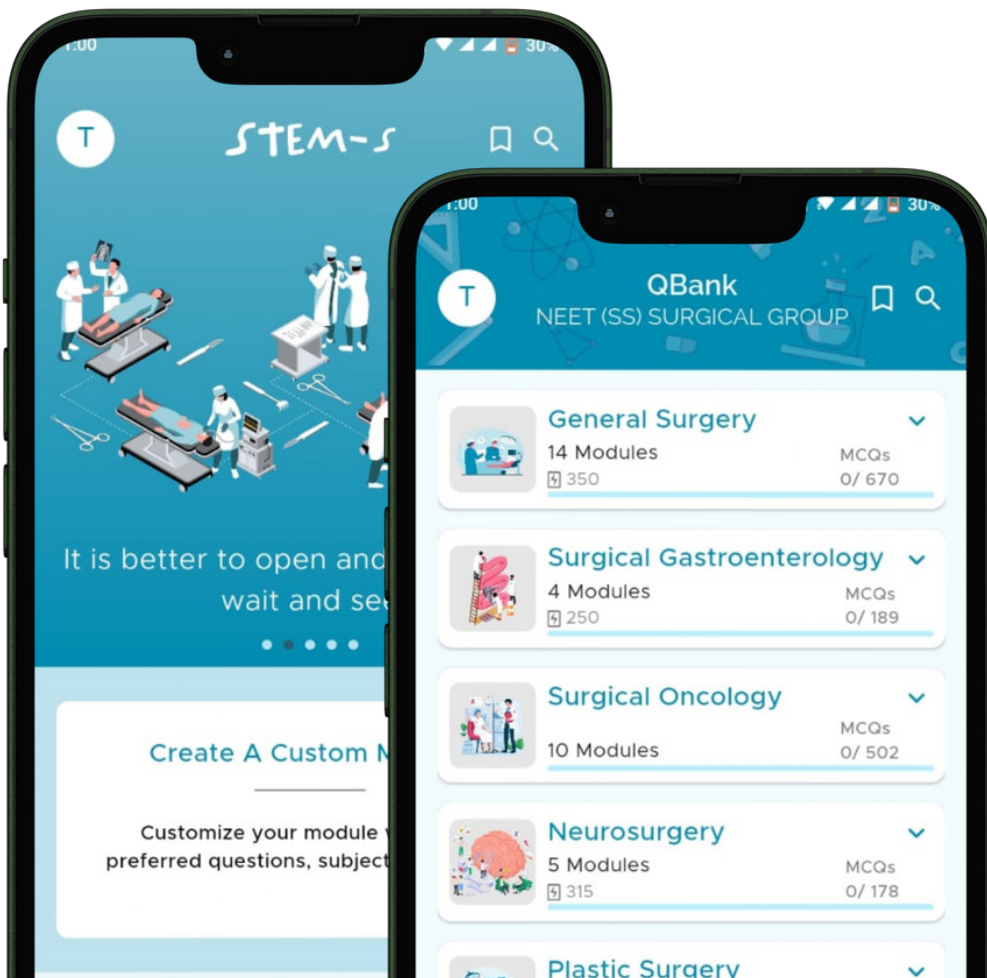 1:00
30%
T
STEM-S
It is better to open and
wait and see
Create A Custom M
Customize your module
preferred questions, subject
1:00
30%
T
QBank
NEET (SS) SURGICAL GROUP
General Surgery
14 Modules
MCQs
350
0/ 670
Surgical Gastroenterology
4 Modules
MCQs
250
0/ 189
Surgical Oncology
MCQs
10 Modules
0/ 502
Neurosurgery
5 Modules
MCQs
315
0/ 178
Plastic Surgery